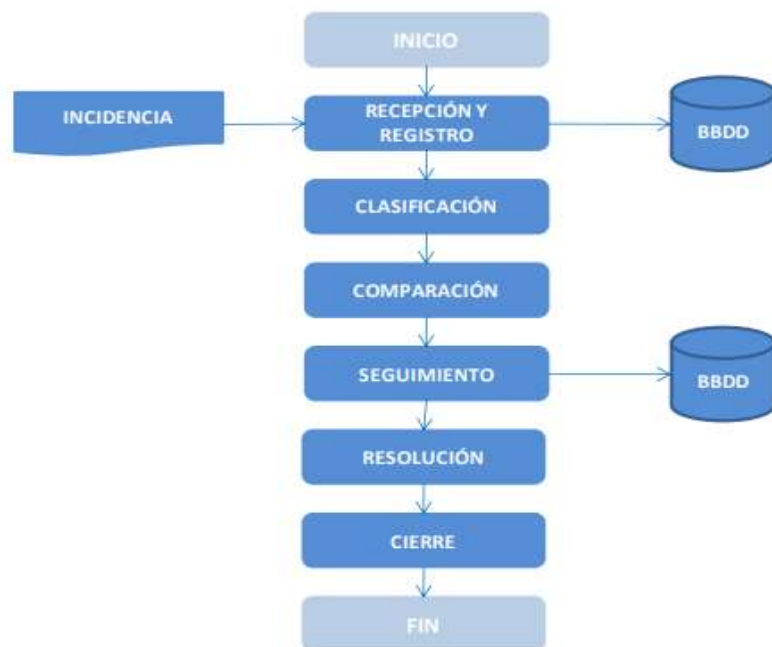 INICIO
INCIDENCIA
RECEPCIÓN Y
REGISTRO
BBDD
CLASIFICACIÓN
COMPARACIÓN
SEGUIMIENTO
BBDD
RESOLUCIÓN
CIERRE
FIN